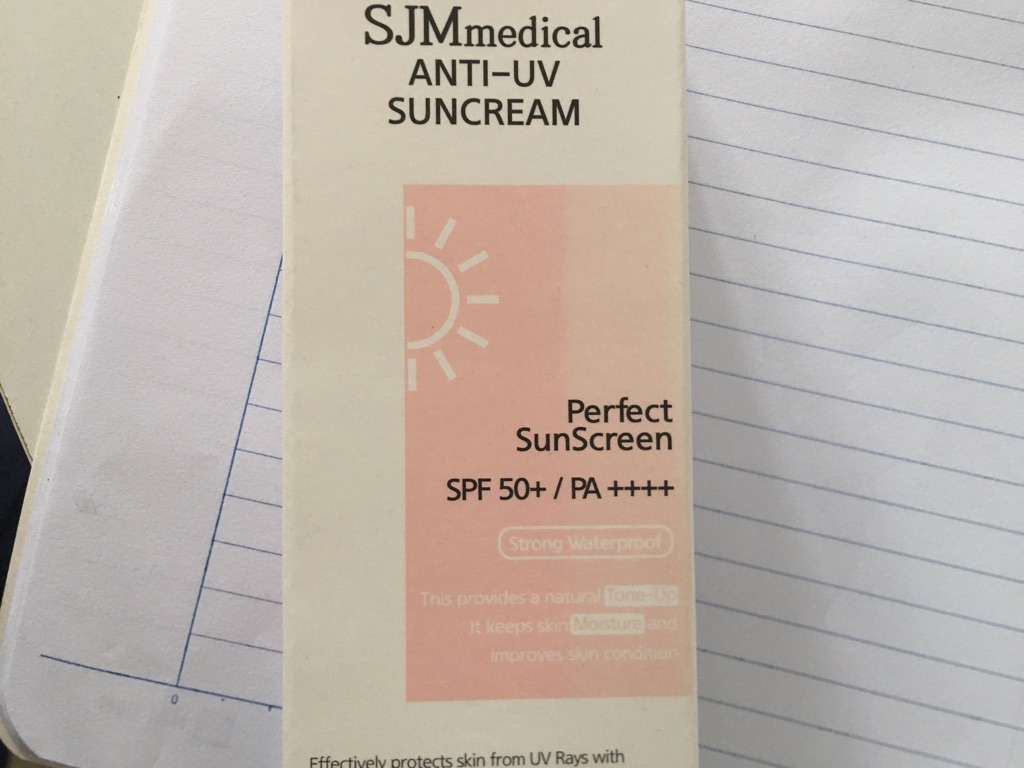 SJMmedical
ANTI-UV
SUNCREAM
Perfect
SunScreen
SPF 50+ / PA ++++
Strong Waterproof
This provides a natural Tone-Up
It keeps skin Moisture and
improves skin condition
Effectively protects skin from UV Rays with
0